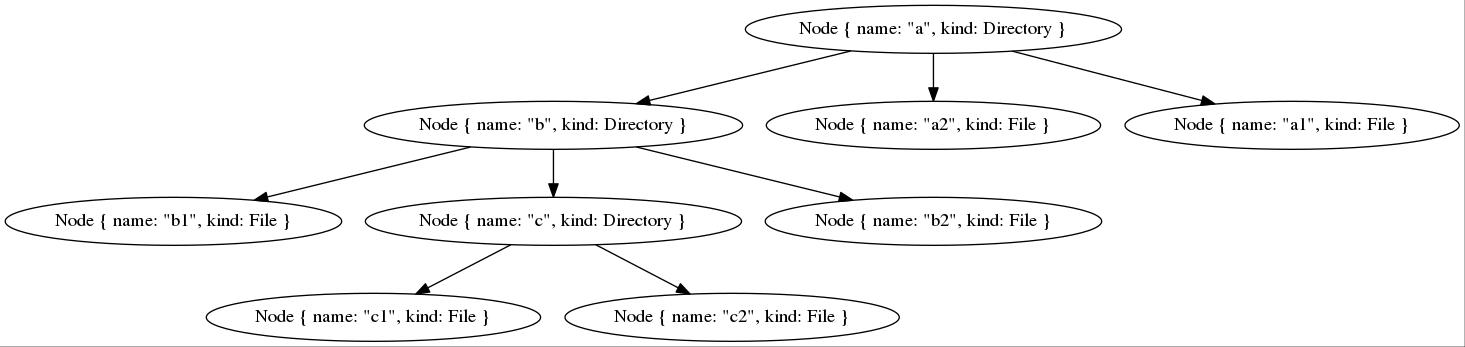 Node { name: "a", kind: Directory }
Node { name: "b", kind: Directory }
Node { name: "a2", kind: File }
Node { name: "a1", kind: File }
Node { name: "b1", kind: File }
Node { name: "c", kind: Directory }
Node { name: "b2", kind: File }
Node { name: "c1", kind: File }
Node { name: "c2", kind: File }